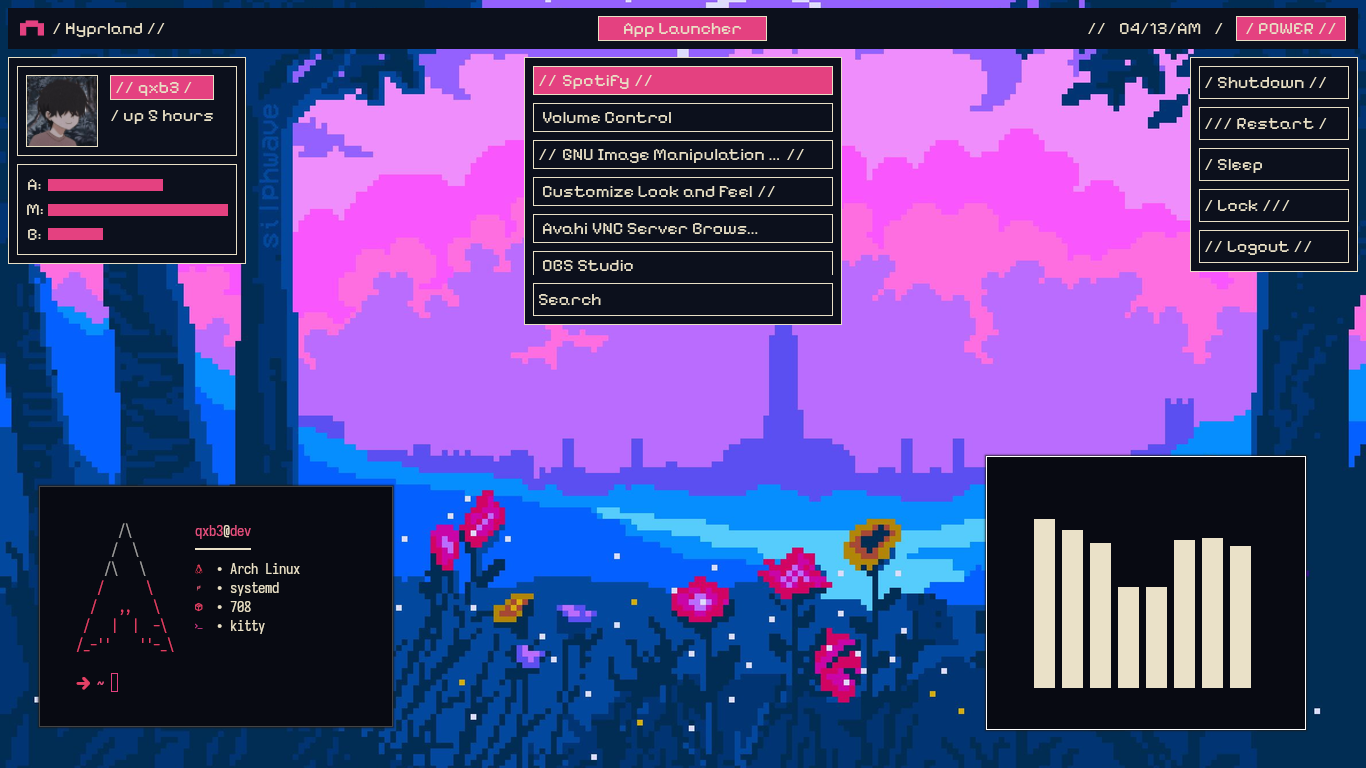 / Hyprland //
App Launcher
// 04/13/AM /
/ POWER //
// qxb3 /
/ up 8 hours
A:
M:
B:
silphwave
// Spotify //
Volume Control
// GNU Image Manipulation ... //
Customize Look and Feel //
Avahi VNC Server Brows...
OBS Studio
Search
/ Shutdown //
/// Restart /
/ Sleep
/ Lock ///
// Logout //
qxb3@dev
• Arch Linux
• systemd
• 708
• kitty
➜ ~